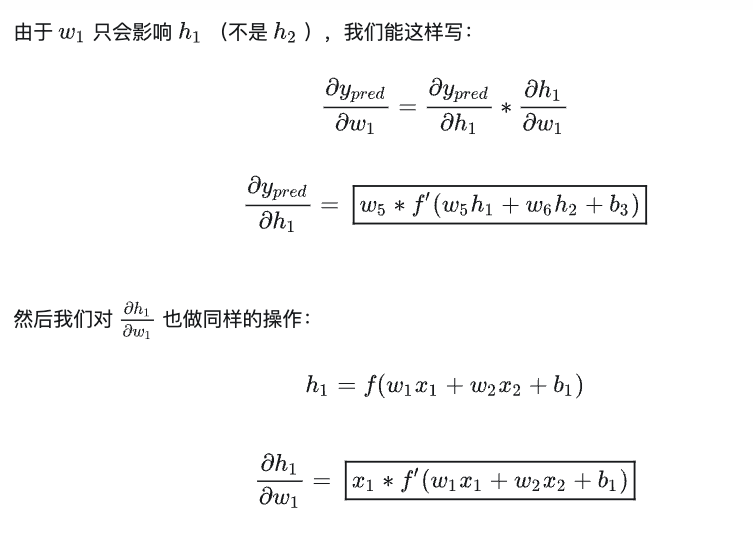 由于 $w_1$ 只会影响 $h_1$ （不是 $h_2$ ），我们能这样写：
$\frac{\partial y_{pred}}{\partial w_1} = \frac{\partial y_{pred}}{\partial h_1} * \frac{\partial h_1}{\partial w_1}$
$\frac{\partial y_{pred}}{\partial h_1} = \boxed{w_5 * f'(w_5 h_1 + w_6 h_2 + b_3)}$
然后我们对 $\frac{\partial h_1}{\partial w_1}$ 也做同样的操作：
$h_1 = f(w_1 x_1 + w_2 x_2 + b_1)$
$\frac{\partial h_1}{\partial w_1} = \boxed{x_1 * f'(w_1 x_1 + w_2 x_2 + b_1)}$